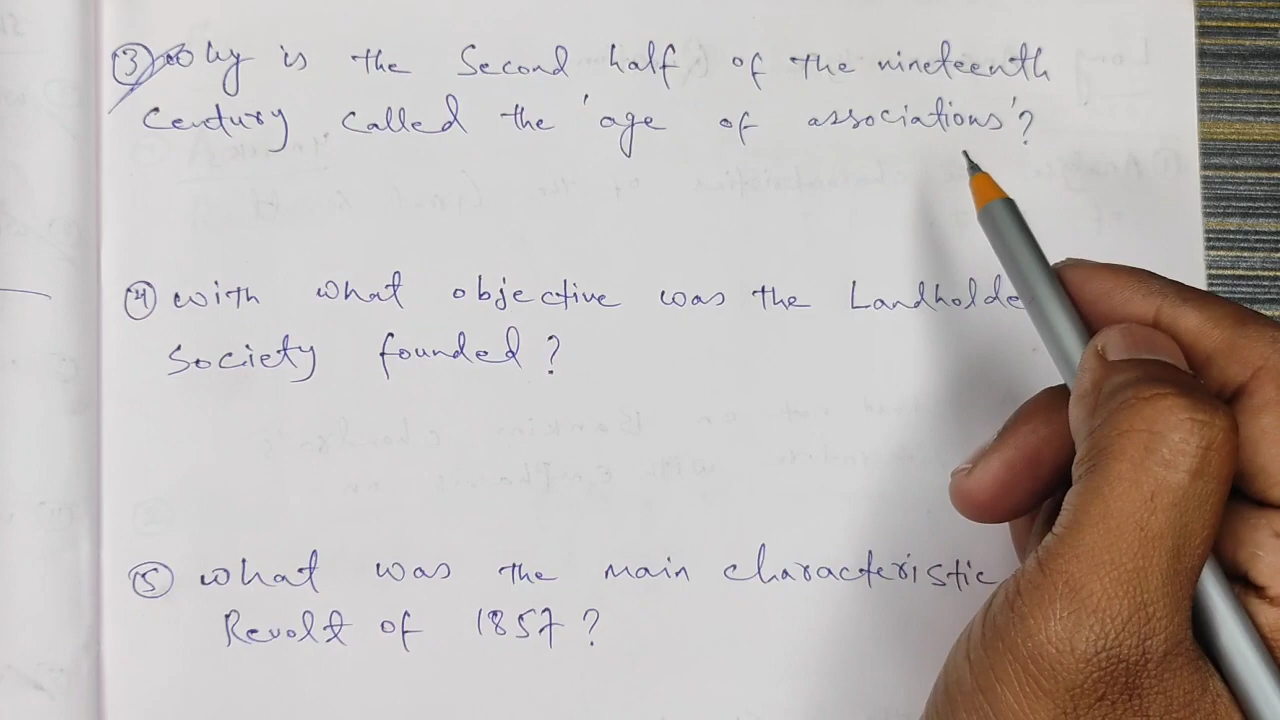 ③ Why is the Second half of the nineteenth
Century called the 'age of associations'?
④ With what objective was the Landholde
Society founded?
⑤ What was the main characteristic
Revolt of 1857?